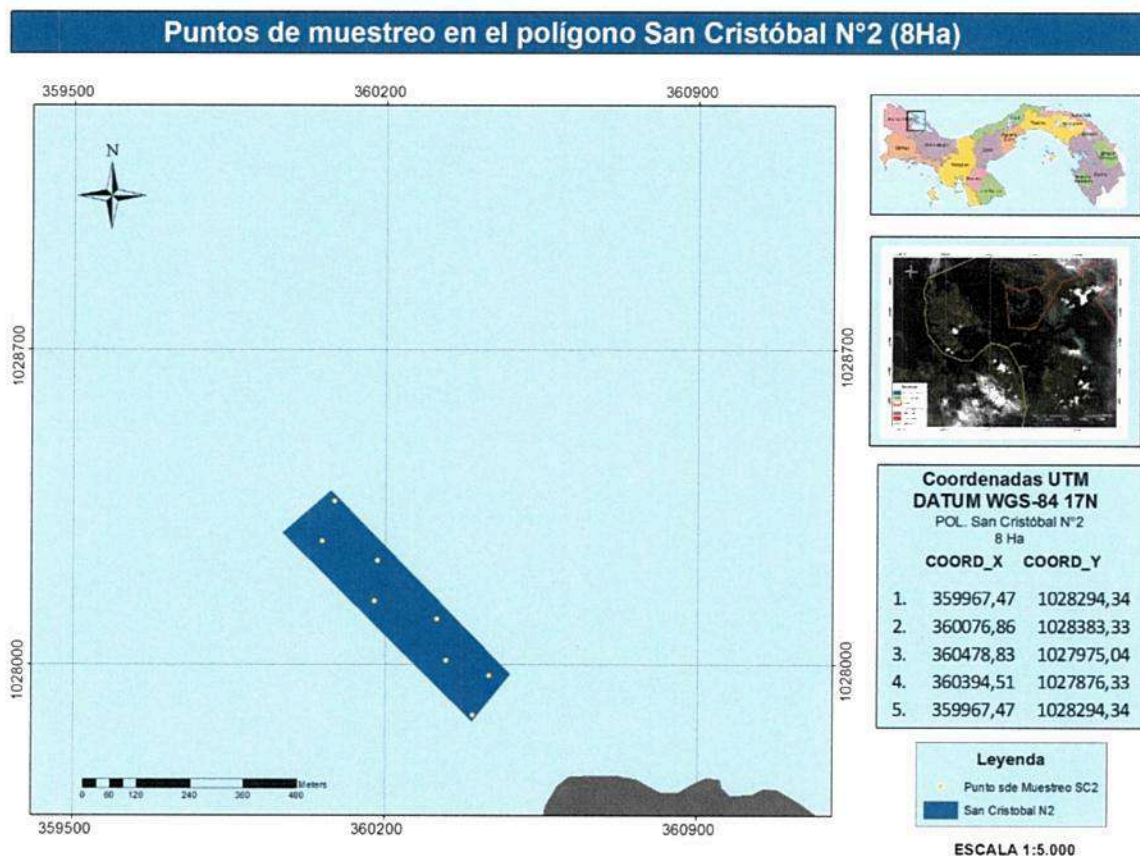 Puntos de muestreo en el polígono San Cristóbal N°2 (8Ha)
359500 360200 360900
N
1028700 1028700
1028000 1028000
0 60 120 240 360 480 Meters
359500 360200 360900
Coordenadas UTM
DATUM WGS-84 17N
POL. San Cristóbal N°2
8 Ha
COORD_X COORD_Y
1. 359967,47 1028294,34
2. 360076,86 1028383,33
3. 360478,83 1027975,04
4. 360394,51 1027876,33
5. 359967,47 1028294,34
Leyenda
Punto sde Muestreo SC2
San Cristobal N2
ESCALA 1:5.000